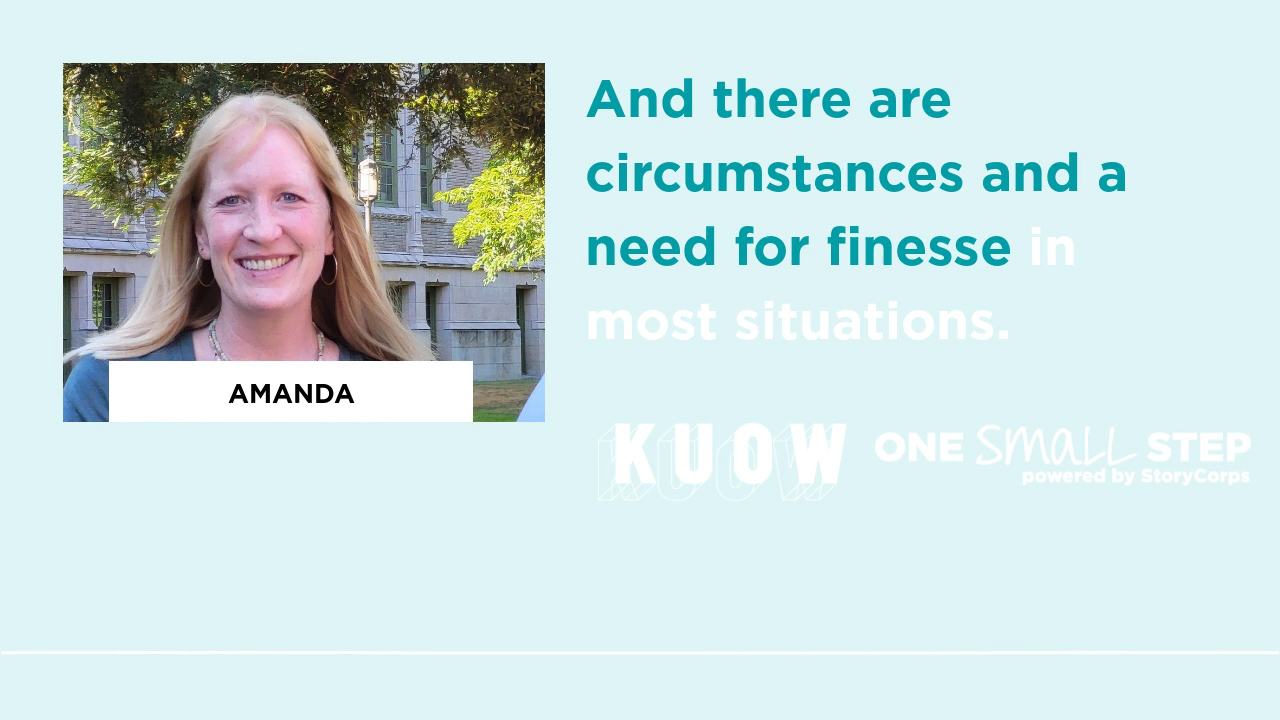 And there are
circumstances and a
need for finesse in
most situations.
AMANDA
KUOW
ONE small STEP
powered by StoryCorps